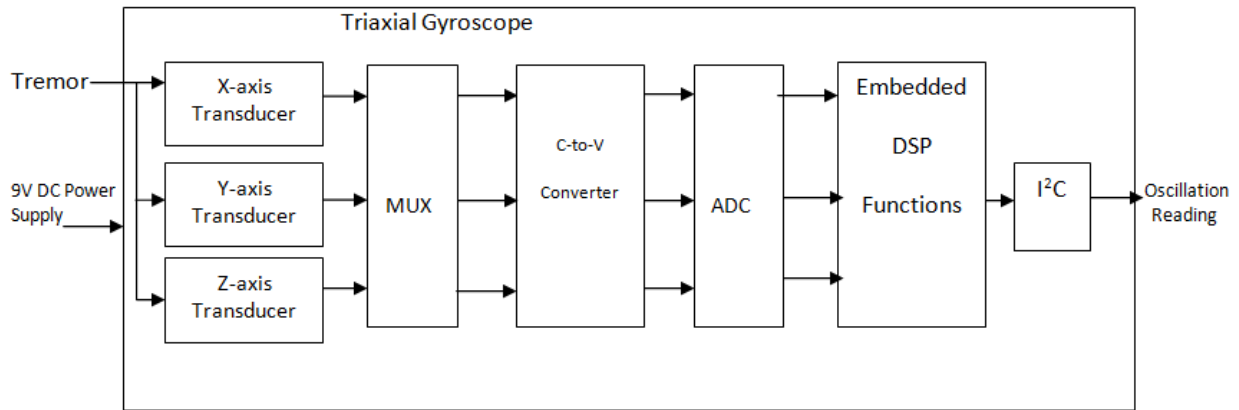 Triaxial Gyroscope
Tremor
9V DC Power
Supply
X-axis
Transducer
Y-axis
Transducer
Z-axis
Transducer
MUX
C-to-V
Converter
ADC
Embedded
DSP
Functions
I²C
Oscillation
Reading